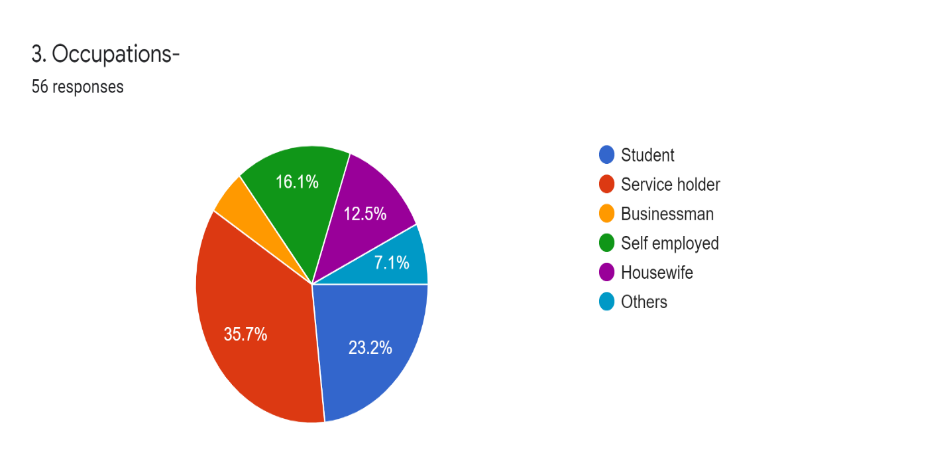 3. Occupations-
56 responses
16.1%
12.5%
7.1%
35.7%
23.2%
Student
Service holder
Businessman
Self employed
Housewife
Others